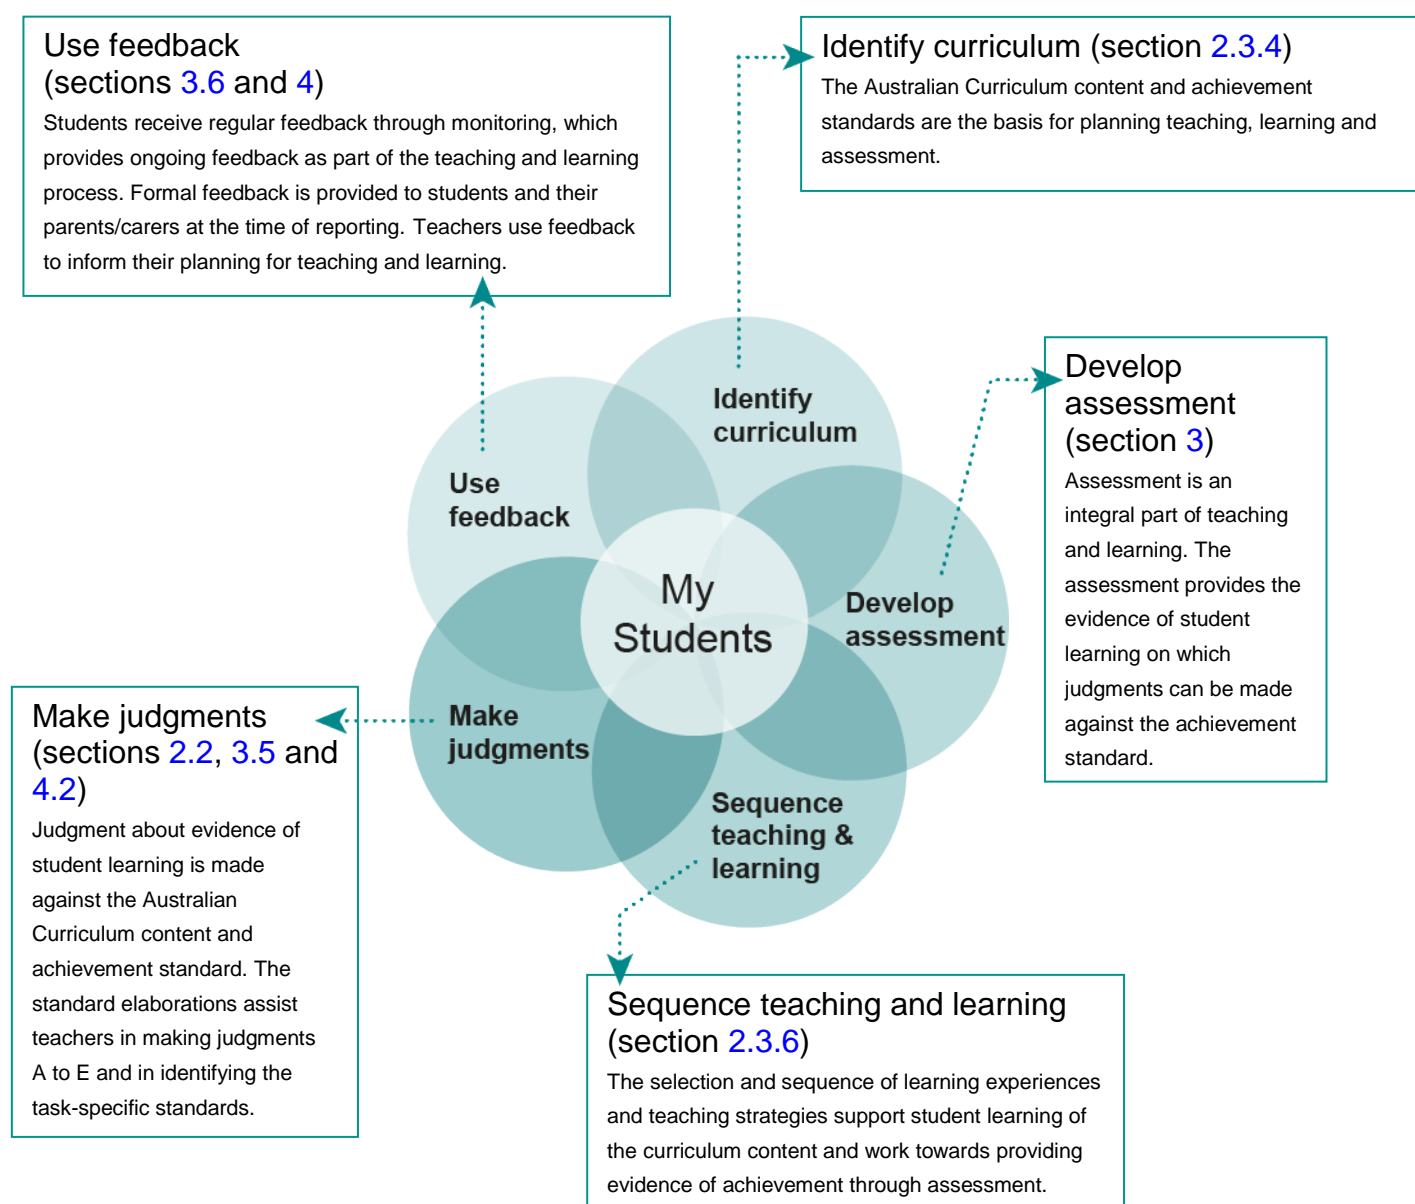 Use feedback
(sections 3.6 and 4)
Students receive regular feedback through monitoring, which
provides ongoing feedback as part of the teaching and learning
process. Formal feedback is provided to students and their
parents/carers at the time of reporting. Teachers use feedback
to inform their planning for teaching and learning.
Identify curriculum (section 2.3.4)
The Australian Curriculum content and achievement
standards are the basis for planning teaching, learning and
assessment.
Develop
assessment
(section 3)
Assessment is an
integral part of teaching
and learning. The
assessment provides the
evidence of student
learning on which
judgments can be made
against the achievement
standard.
Identify
curriculum
Use
feedback
My
Students
Develop
assessment
Make
judgments
Sequence
teaching &
learning
Make judgments
(sections 2.2, 3.5 and
4.2)
Judgment about evidence of
student learning is made
against the Australian
Curriculum content and
achievement standard. The
standard elaborations assist
teachers in making judgments
A to E and in identifying the
task-specific standards.
Sequence teaching and learning
(section 2.3.6)
The selection and sequence of learning experiences
and teaching strategies support student learning of
the curriculum content and work towards providing
evidence of achievement through assessment.